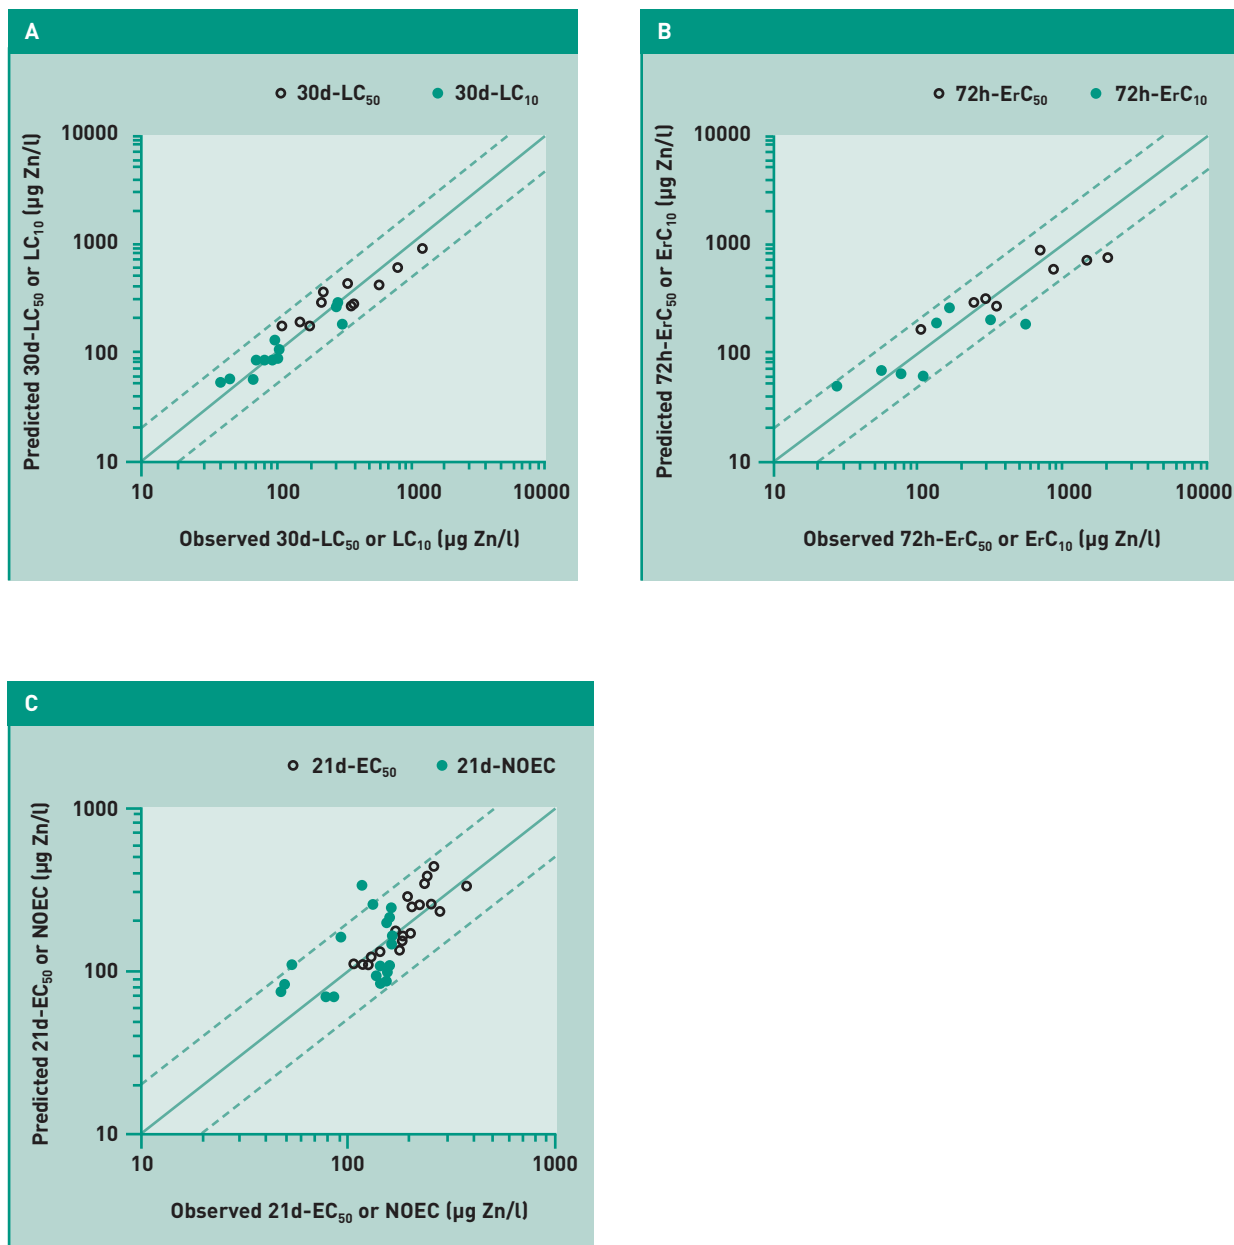 A
30d-LC50 30d-LC10
Predicted 30d-LC50 or LC10 (µg Zn/l)
10000
1000
100
10
10 100 1000 10000
Observed 30d-LC50 or LC10 (µg Zn/l)
B
72h-ErC50 72h-ErC10
Predicted 72h-ErC50 or ErC10 (µg Zn/l)
10000
1000
100
10
10 100 1000 10000
Observed 72h-ErC50 or ErC10 (µg Zn/l)
C
21d-EC50 21d-NOEC
Predicted 21d-EC50 or NOEC (µg Zn/l)
1000
100
10
10 100 1000
Observed 21d-EC50 or NOEC (µg Zn/l)